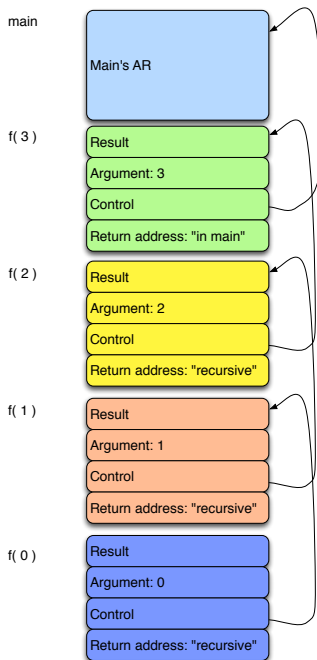 main
Main's AR
f( 3 )
Result
Argument: 3
Control
Return address: "in main"
f( 2 )
Result
Argument: 2
Control
Return address: "recursive"
f( 1 )
Result
Argument: 1
Control
Return address: "recursive"
f( 0 )
Result
Argument: 0
Control
Return address: "recursive"